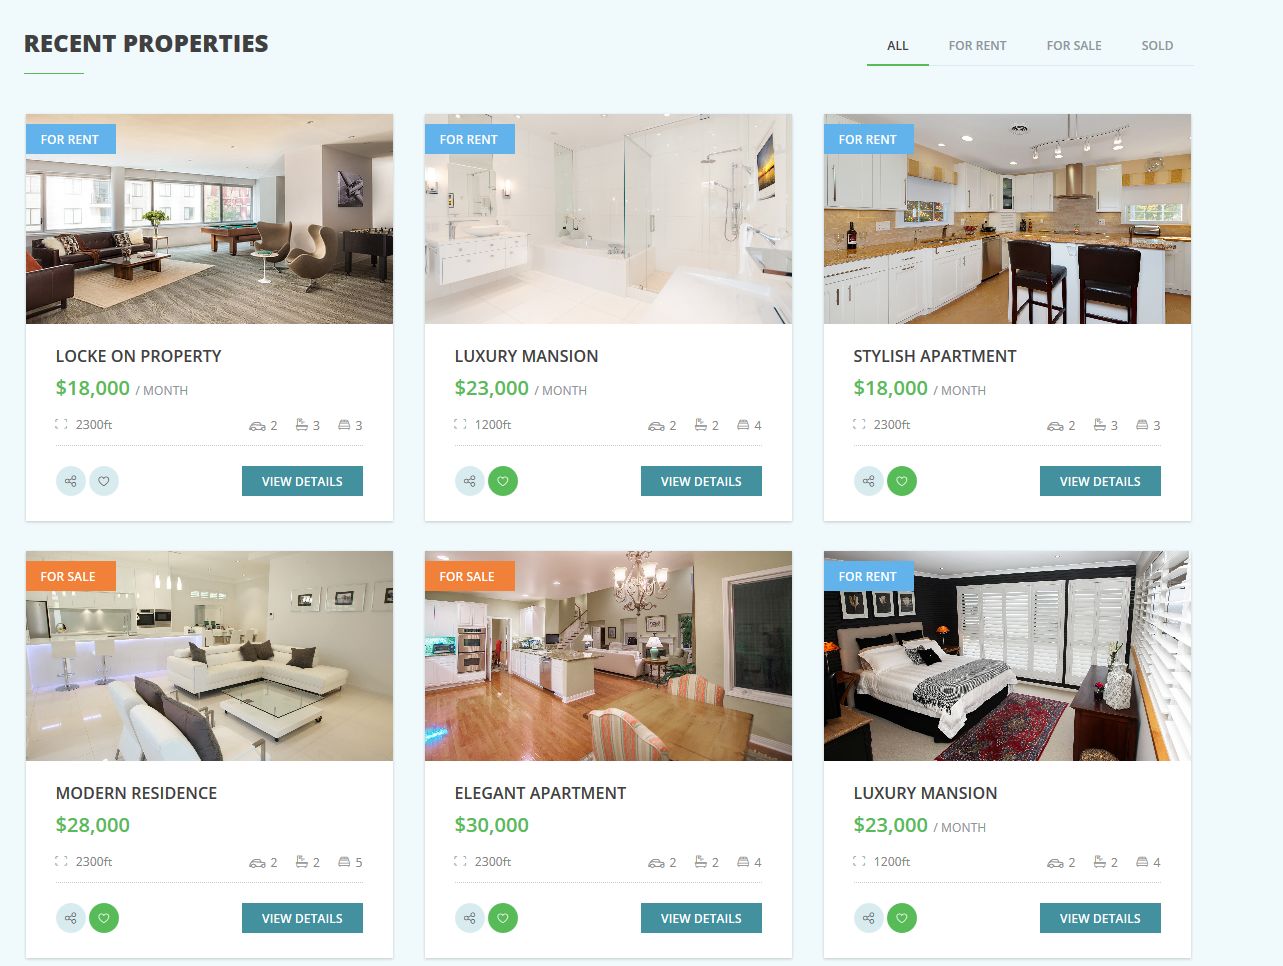 RECENT PROPERTIES
ALL FOR RENT FOR SALE SOLD
FOR RENT
LOCKE ON PROPERTY
$18,000 / MONTH
2300ft 2 3 3
VIEW DETAILS
FOR RENT
LUXURY MANSION
$23,000 / MONTH
1200ft 2 2 4
VIEW DETAILS
FOR RENT
STYLISH APARTMENT
$18,000 / MONTH
2300ft 2 3 3
VIEW DETAILS
FOR SALE
MODERN RESIDENCE
$28,000
2300ft 2 2 5
VIEW DETAILS
FOR SALE
ELEGANT APARTMENT
$30,000
2300ft 2 2 4
VIEW DETAILS
FOR RENT
LUXURY MANSION
$23,000 / MONTH
1200ft 2 2 4
VIEW DETAILS